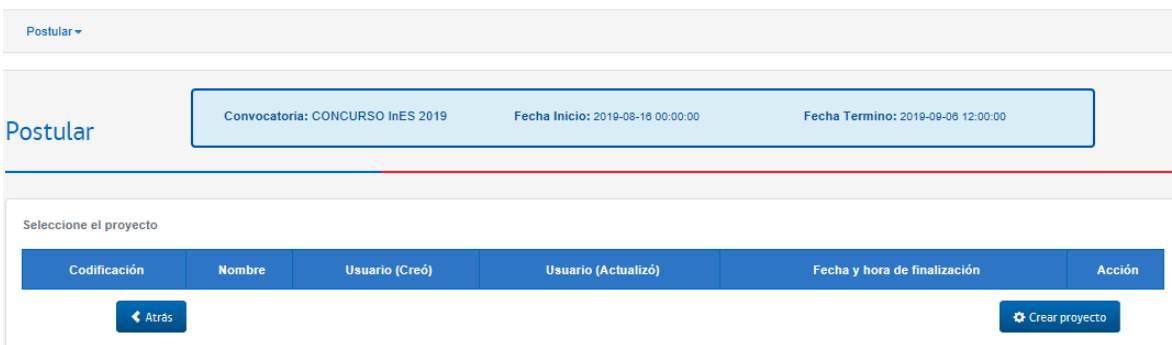 Postular
Convocatoria: CONCURSO InES 2019 Fecha Inicio: 2019-08-16 00:00:00 Fecha Termino: 2019-09-06 12:00:00
Postular
Seleccione el proyecto
Codificación Nombre Usuario (Creó) Usuario (Actualizó) Fecha y hora de finalización Acción
Atrás Crear proyecto